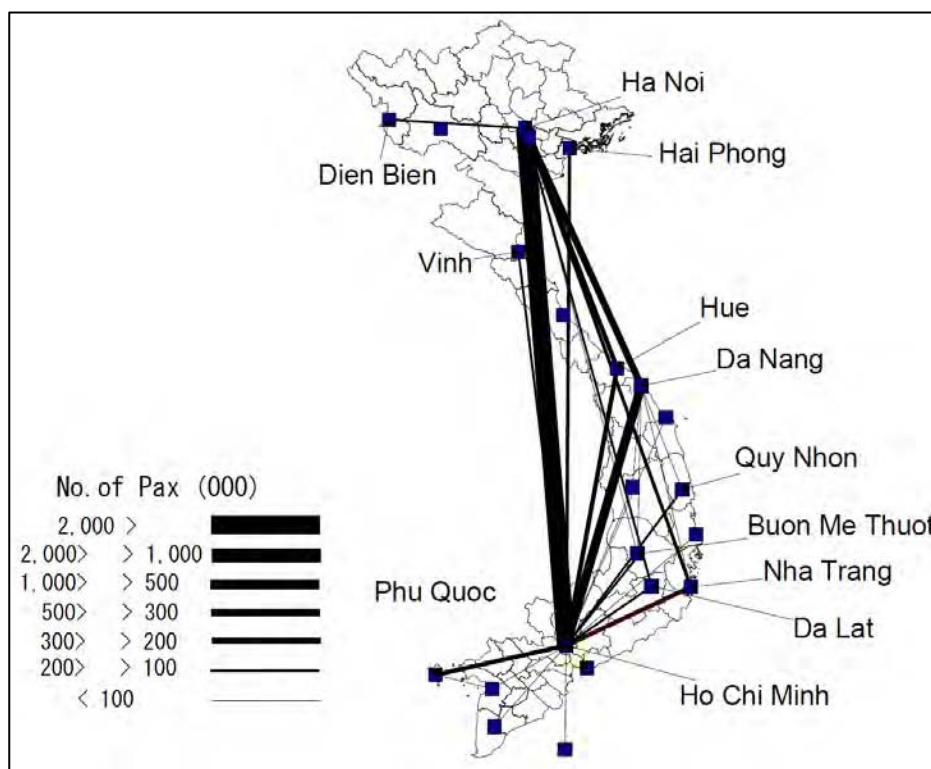 Ha Noi
Hai Phong
Dien Bien
Vinh
Hue
Da Nang
Quy Nhon
Buon Me Thuot
Nha Trang
Da Lat
Ho Chi Minh
Phu Quoc
No. of Pax (000)
2,000 >
2,000> > 1,000
1,000> > 500
500> > 300
300> > 200
200> > 100
< 100